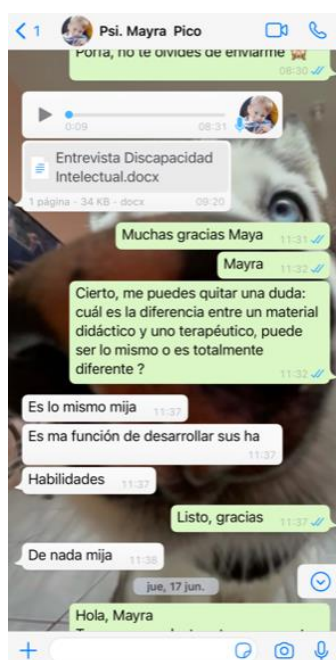 1 Psi. Mayra Pico
Porfa, no te olvides de enviarme
08:30
0:09 08:31
Entrevista Discapacidad
Intelectual.docx
1 página - 34 KB - docx 09:20
Muchas gracias Maya 11:31
Mayra 11:32
Cierto, me puedes quitar una duda:
cuál es la diferencia entre un material
didáctico y uno terapéutico, puede
ser lo mismo o es totalmente
diferente ? 11:32
Es lo mismo mija 11:37
Es ma función de desarrollar sus ha
11:37
Habilidades 11:37
Listo, gracias 11:37
De nada mija 11:38
jue, 17 jun.
Hola, Mayra